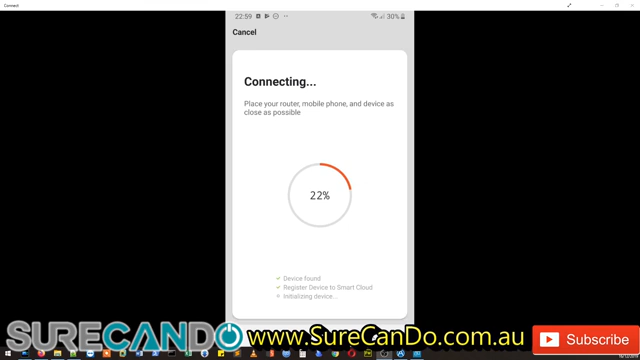 Connect
22:59
30%
Cancel
Connecting...
Place your router, mobile phone, and device as
close as possible
22%
Device found
Register Device to Smart Cloud
Initializing device...
SURECANDO
www.SureCanDo.com.au
Subscribe